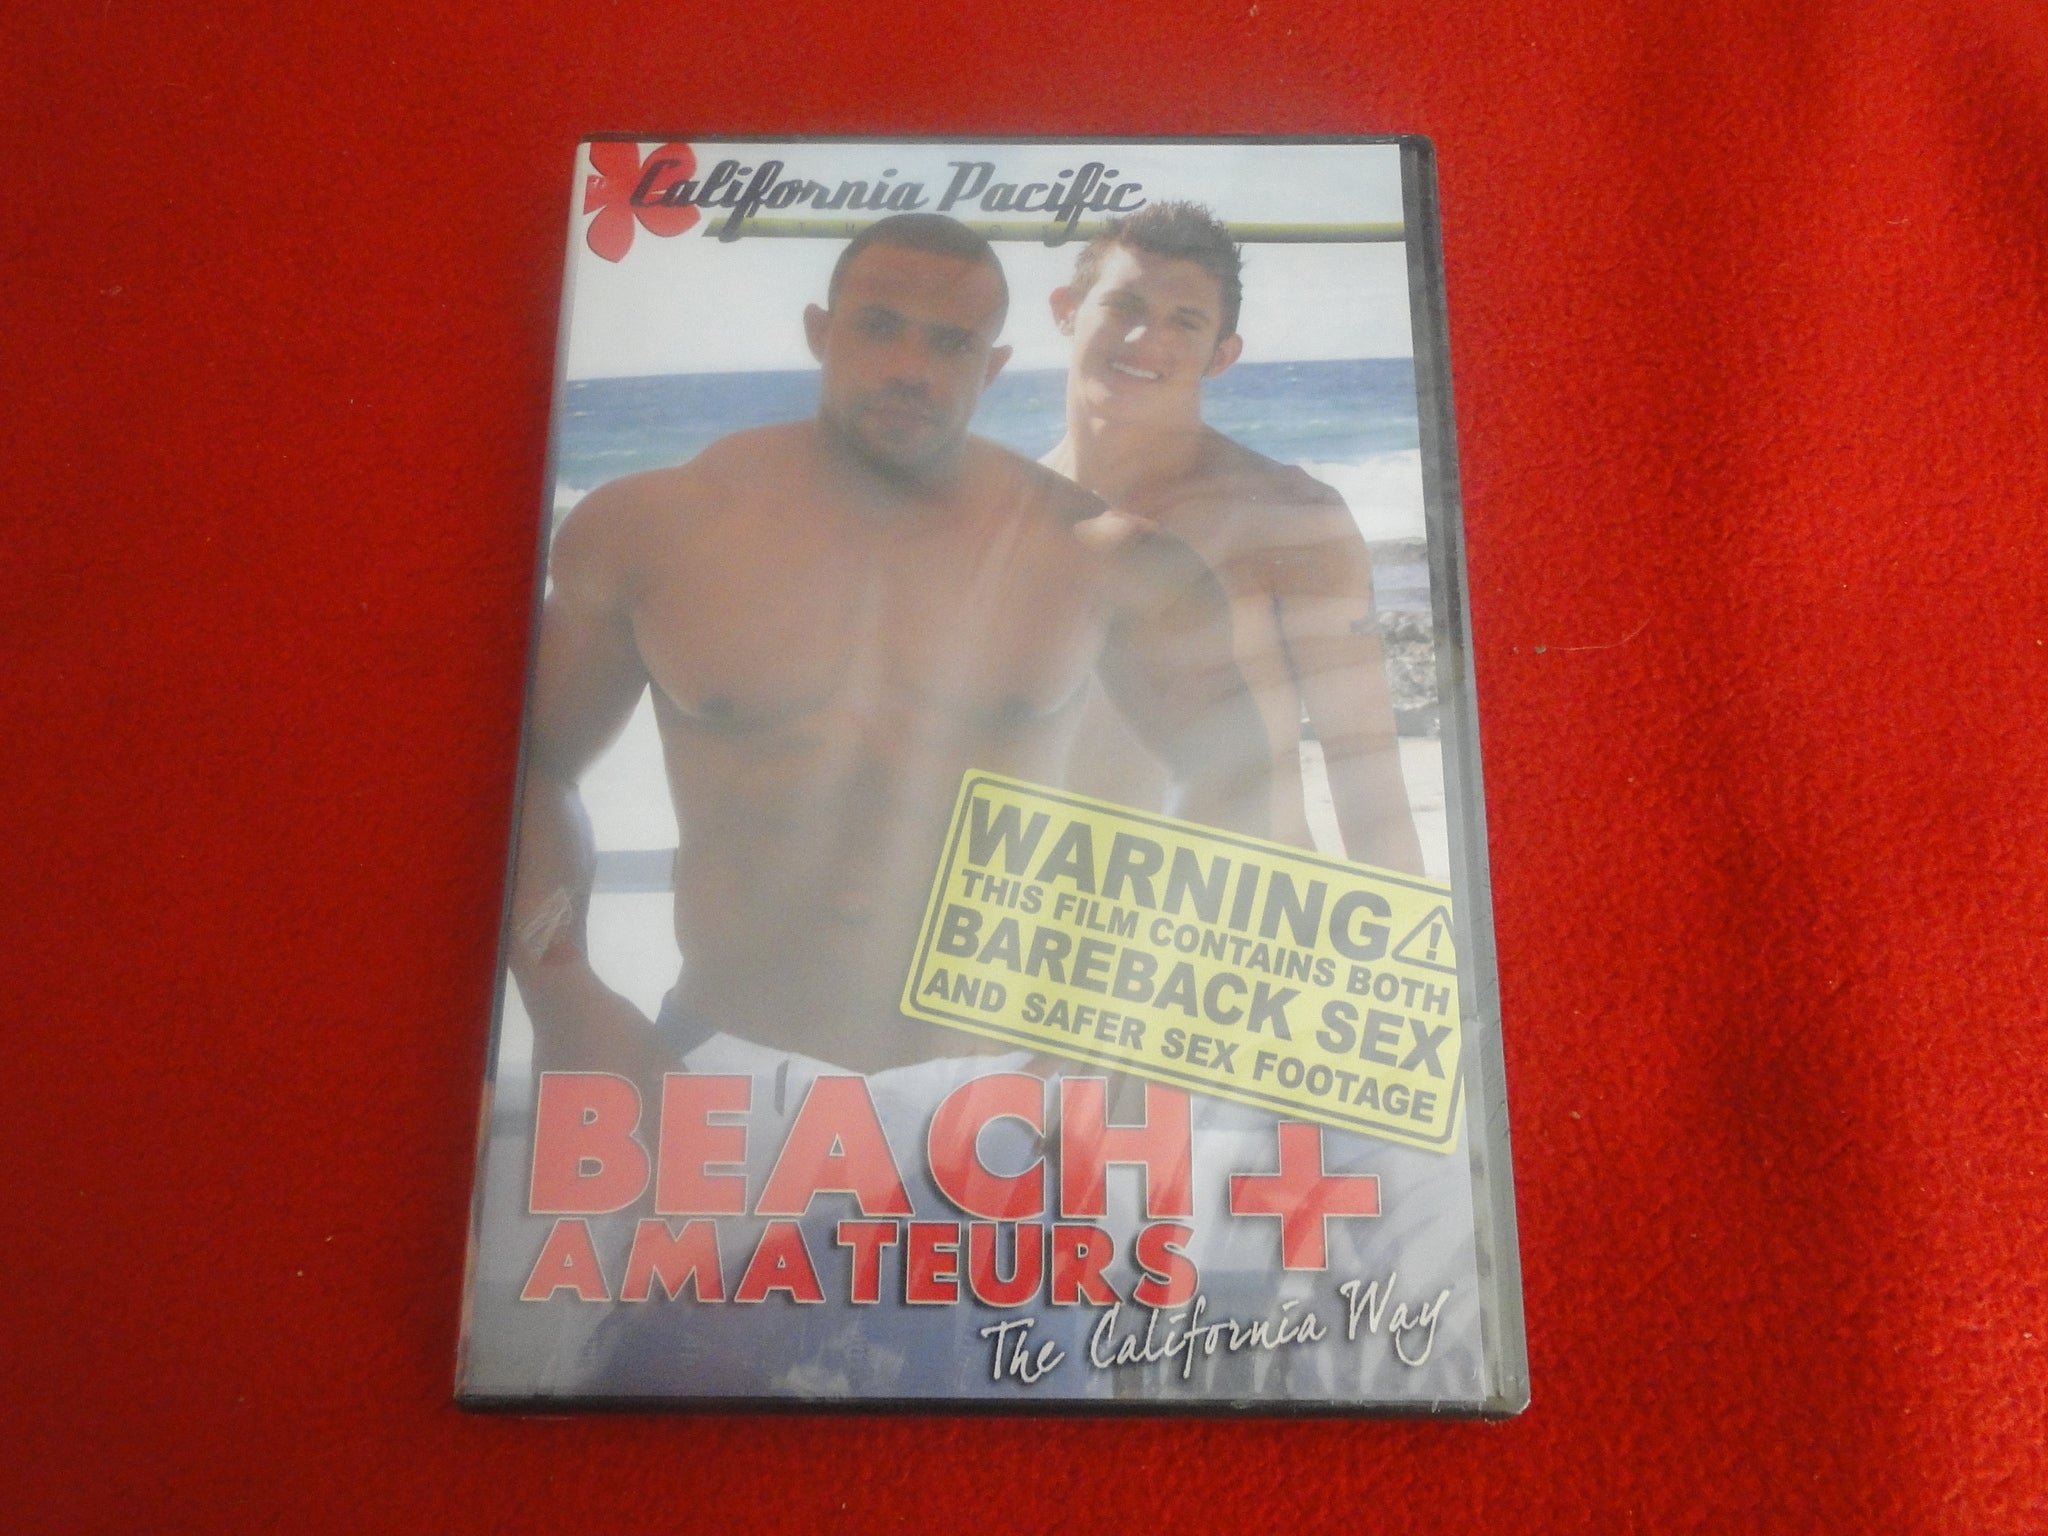 California Pacific
WARNING
THIS FILM CONTAINS BOTH
BAREBACK SEX
AND SAFER SEX FOOTAGE
BEACH
AMATEURS +
The California Way